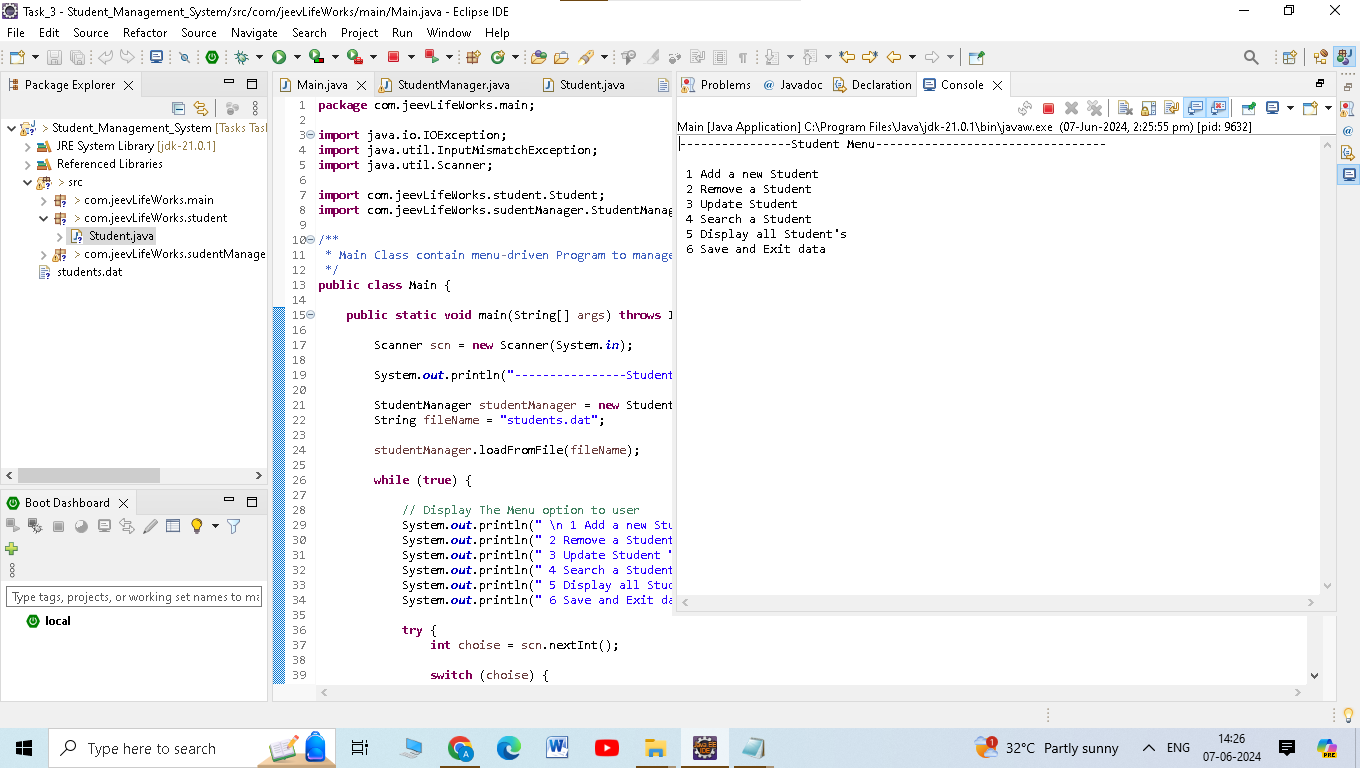 Task_3 - Student_Management_System/src/com/jeevLifeWorks/main/Main.java - Eclipse IDE
File Edit Source Refactor Source Navigate Search Project Run Window Help
Package Explorer
> Student_Management_System [Tasks Tas
JRE System Library [jdk-21.0.1]
Referenced Libraries
> src
> com.jeevLifeWorks.main
> com.jeevLifeWorks.student
Student.java
> com.jeevLifeWorks.sudentManage
students.dat
Boot Dashboard
Type tags, projects, or working set names to ma
local
Main.java StudentManager.java Student.java
1 package com.jeevLifeWorks.main;
2
3 import java.io.IOException;
4 import java.util.InputMismatchException;
5 import java.util.Scanner;
6
7 import com.jeevLifeWorks.student.Student;
8 import com.jeevLifeWorks.sudentManager.StudentManag
9
10 /**
11 * Main Class contain menu-driven Program to manage
12 */
13 public class Main {
14
15 public static void main(String[] args) throws I
16
17 Scanner scn = new Scanner(System.in);
18
19 System.out.println("----------------Student
20
21 StudentManager studentManager = new Student
22 String fileName = "students.dat";
23
24 studentManager.loadFromFile(fileName);
25
26 while (true) {
27
28 // Display The Menu option to user
29 System.out.println(" \n 1 Add a new Stu
30 System.out.println(" 2 Remove a Student
31 System.out.println(" 3 Update Student "
32 System.out.println(" 4 Search a Student
33 System.out.println(" 5 Display all Stud
34 System.out.println(" 6 Save and Exit da
35
36 try {
37 int choise = scn.nextInt();
38
39 switch (choise) {
Problems Javadoc Declaration Console
Main [Java Application] C:\Program Files\Java\jdk-21.0.1\bin\javaw.exe (07-Jun-2024, 2:25:55 pm) [pid: 9632]
----------------Student Menu---------------------------------
1 Add a new Student
2 Remove a Student
3 Update Student
4 Search a Student
5 Display all Student's
6 Save and Exit data
Type here to search
32°C Partly sunny
ENG
14:26
07-06-2024